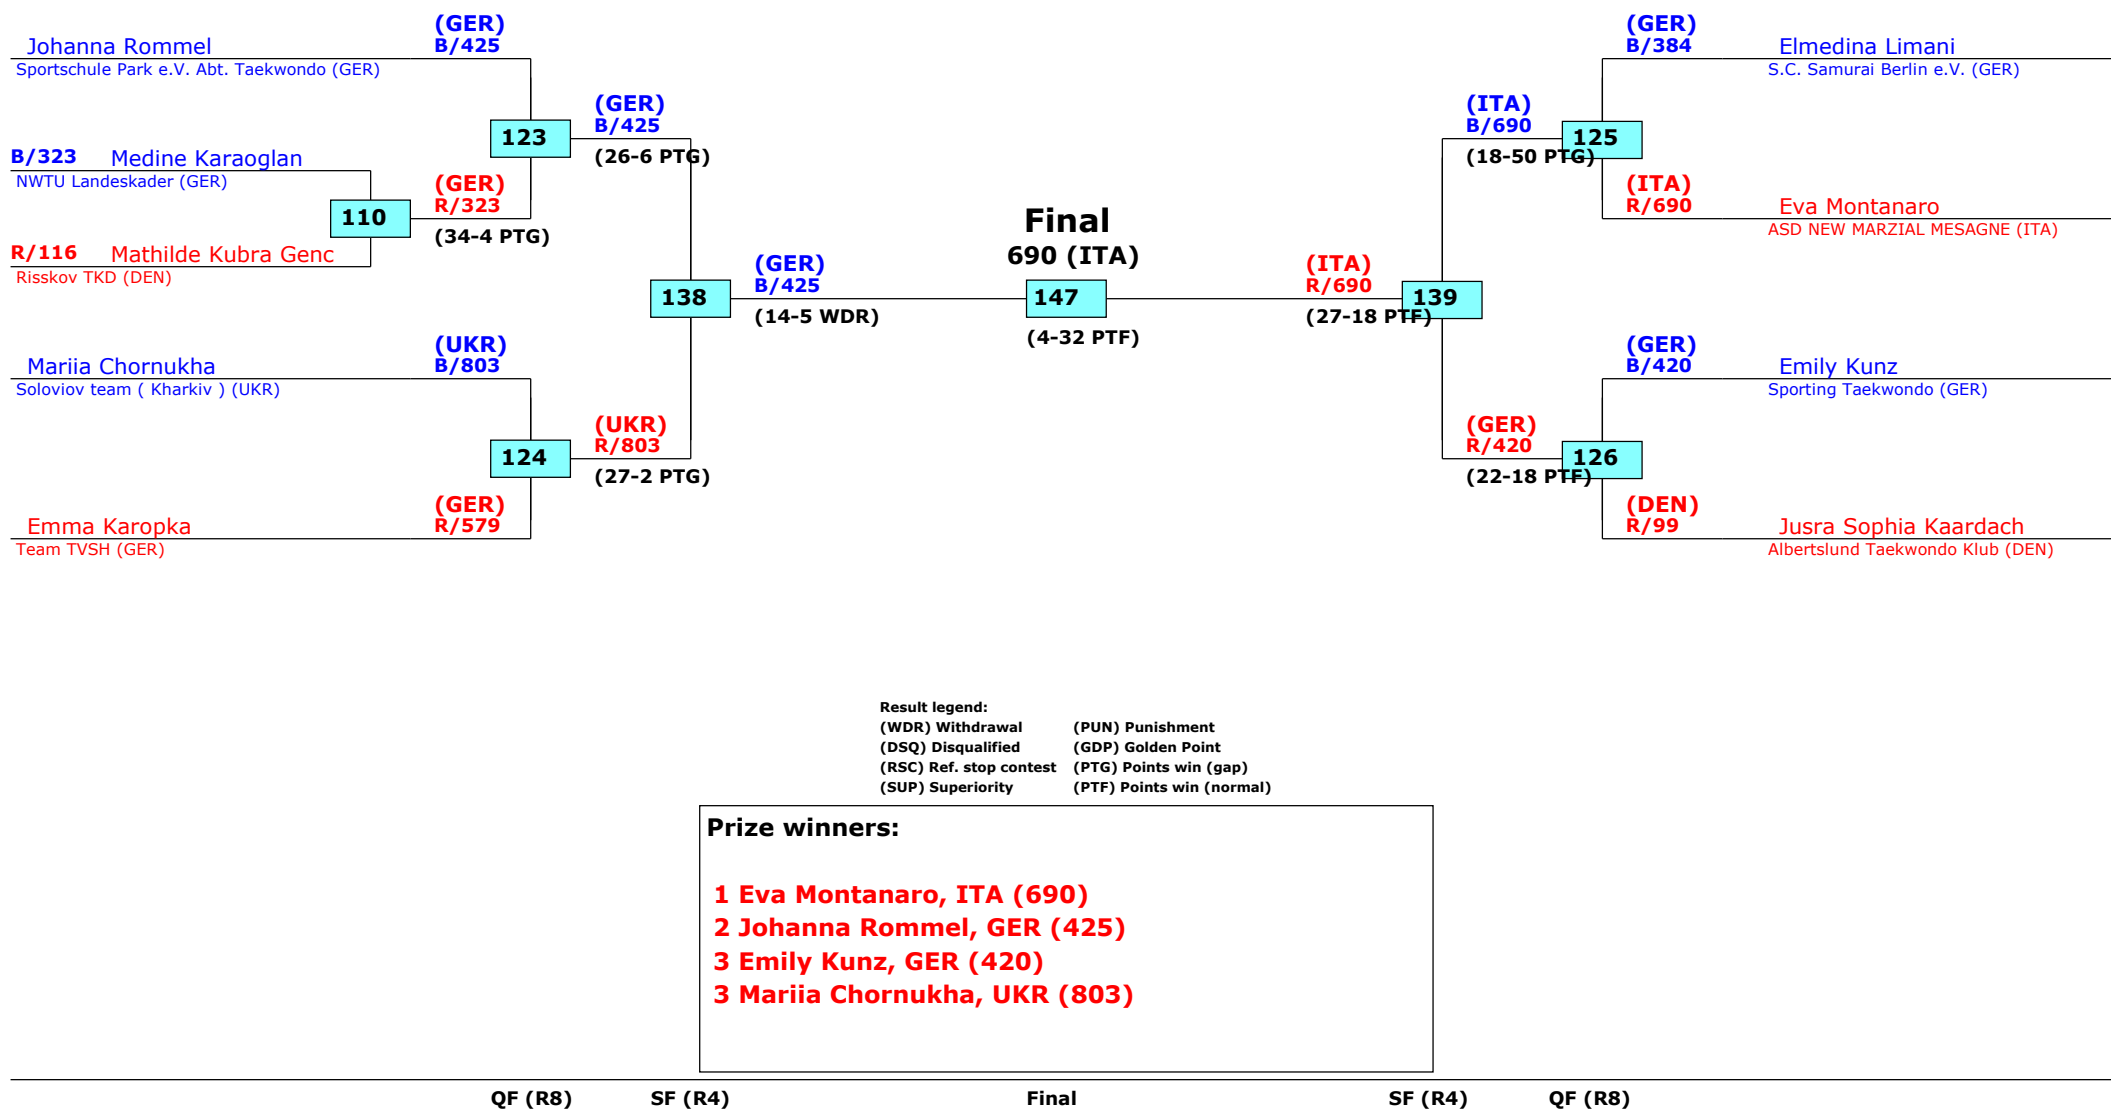 (GER)
B/425
Johanna Rommel
Sportschule Park e.V. Abt. Taekwondo (GER)
(GER)
B/425
123
(26-6 PTG)
B/323 Medine Karaoglan
NWTU Landeskader (GER)
(GER)
R/323
110
(34-4 PTG)
R/116 Mathilde Kubra Genc
Risskov TKD (DEN)
138
(GER)
B/425
(14-5 WDR)
(UKR)
B/803
Mariia Chornukha
Soloviov team ( Kharkiv ) (UKR)
(UKR)
R/803
124
(27-2 PTG)
(GER)
R/579
Emma Karopka
Team TVSH (GER)
Final
690 (ITA)
147
(4-32 PTF)
(GER)
B/384
Elmedina Limani
S.C. Samurai Berlin e.V. (GER)
(ITA)
B/690
125
(18-50 PTG)
(ITA)
R/690
Eva Montanaro
ASD NEW MARZIAL MESAGNE (ITA)
(ITA)
R/690
139
(27-18 PTF)
(GER)
B/420
Emily Kunz
Sporting Taekwondo (GER)
(GER)
R/420
126
(22-18 PTF)
(DEN)
R/99
Jusra Sophia Kaardach
Albertslund Taekwondo Klub (DEN)
Result legend:
(WDR) Withdrawal (PUN) Punishment
(DSQ) Disqualified (GDP) Golden Point
(RSC) Ref. stop contest (PTG) Points win (gap)
(SUP) Superiority (PTF) Points win (normal)
Prize winners:
1 Eva Montanaro, ITA (690)
2 Johanna Rommel, GER (425)
3 Emily Kunz, GER (420)
3 Mariia Chornukha, UKR (803)
QF (R8) SF (R4) Final SF (R4) QF (R8)